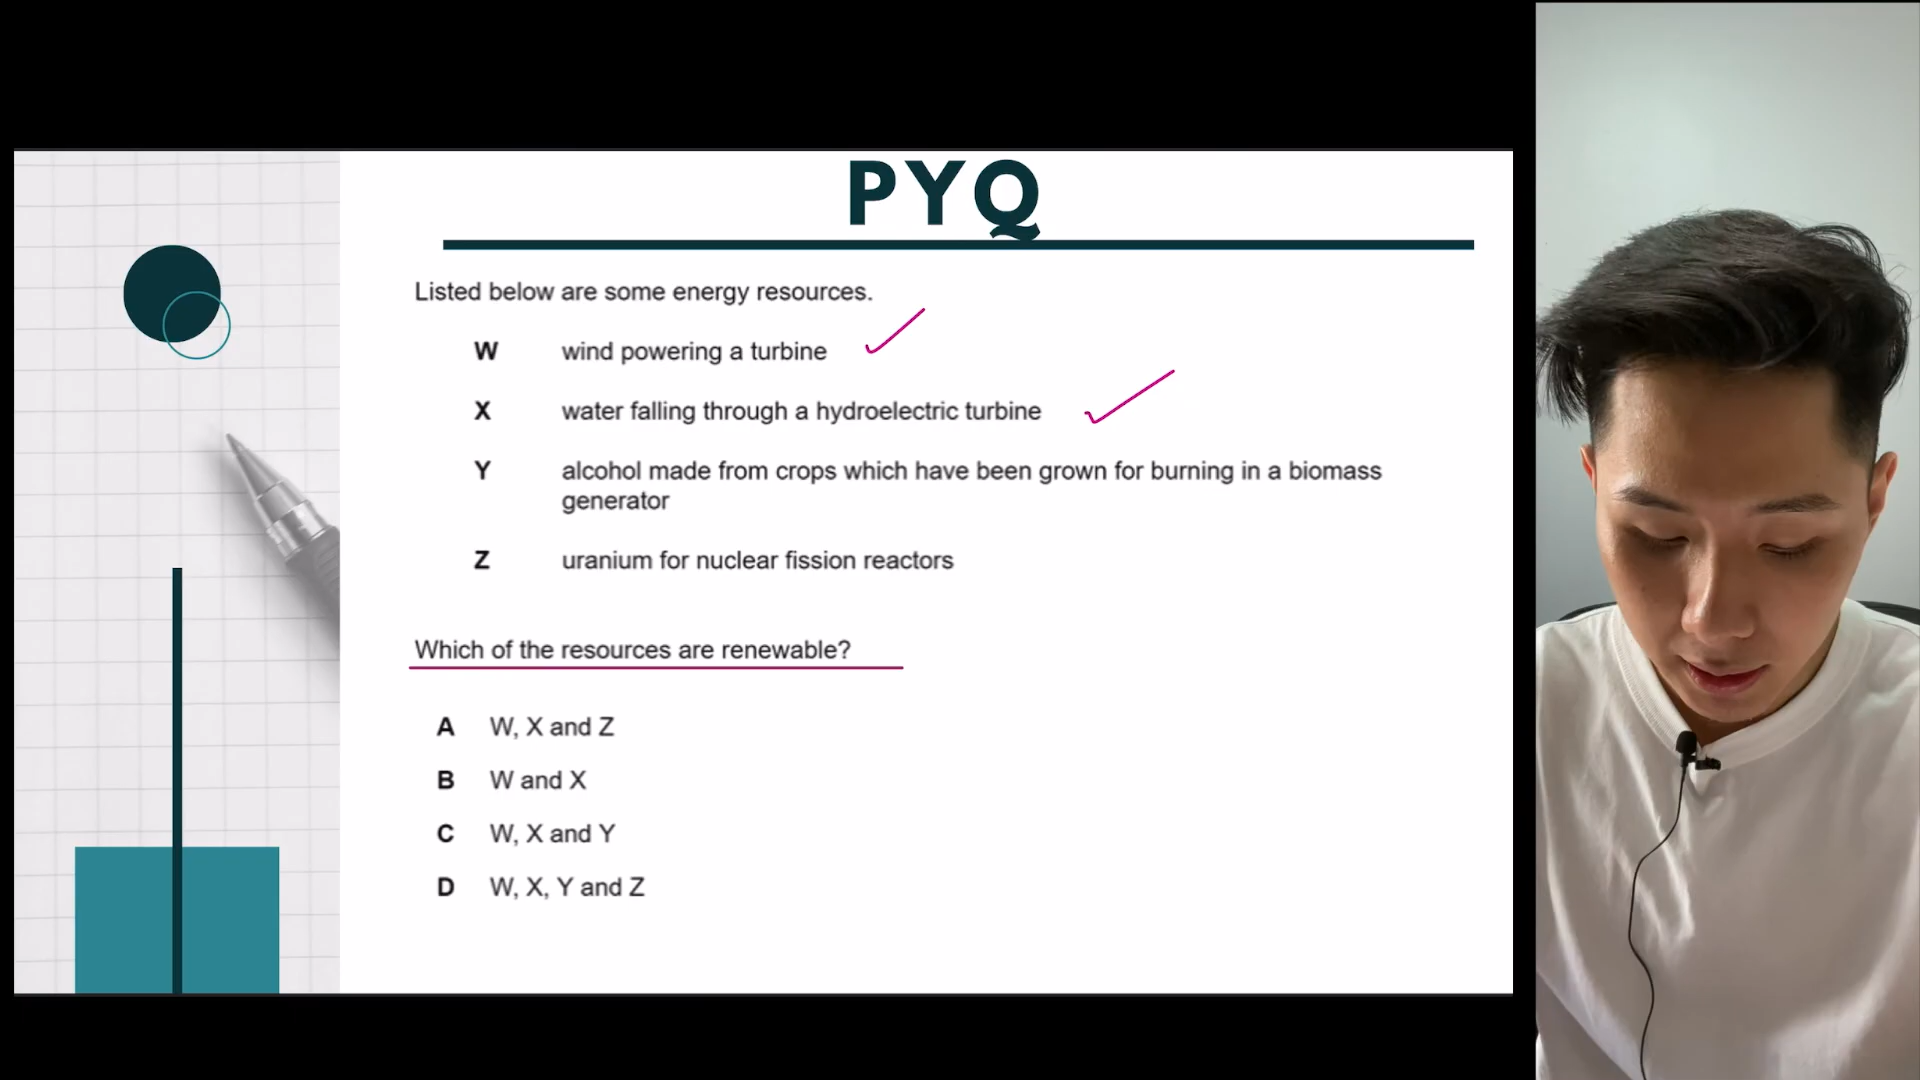 PYQ
Listed below are some energy resources.
W wind powering a turbine
X water falling through a hydroelectric turbine
Y alcohol made from crops which have been grown for burning in a biomass
generator
Z uranium for nuclear fission reactors
Which of the resources are renewable?
A W, X and Z
B W and X
C W, X and Y
D W, X, Y and Z